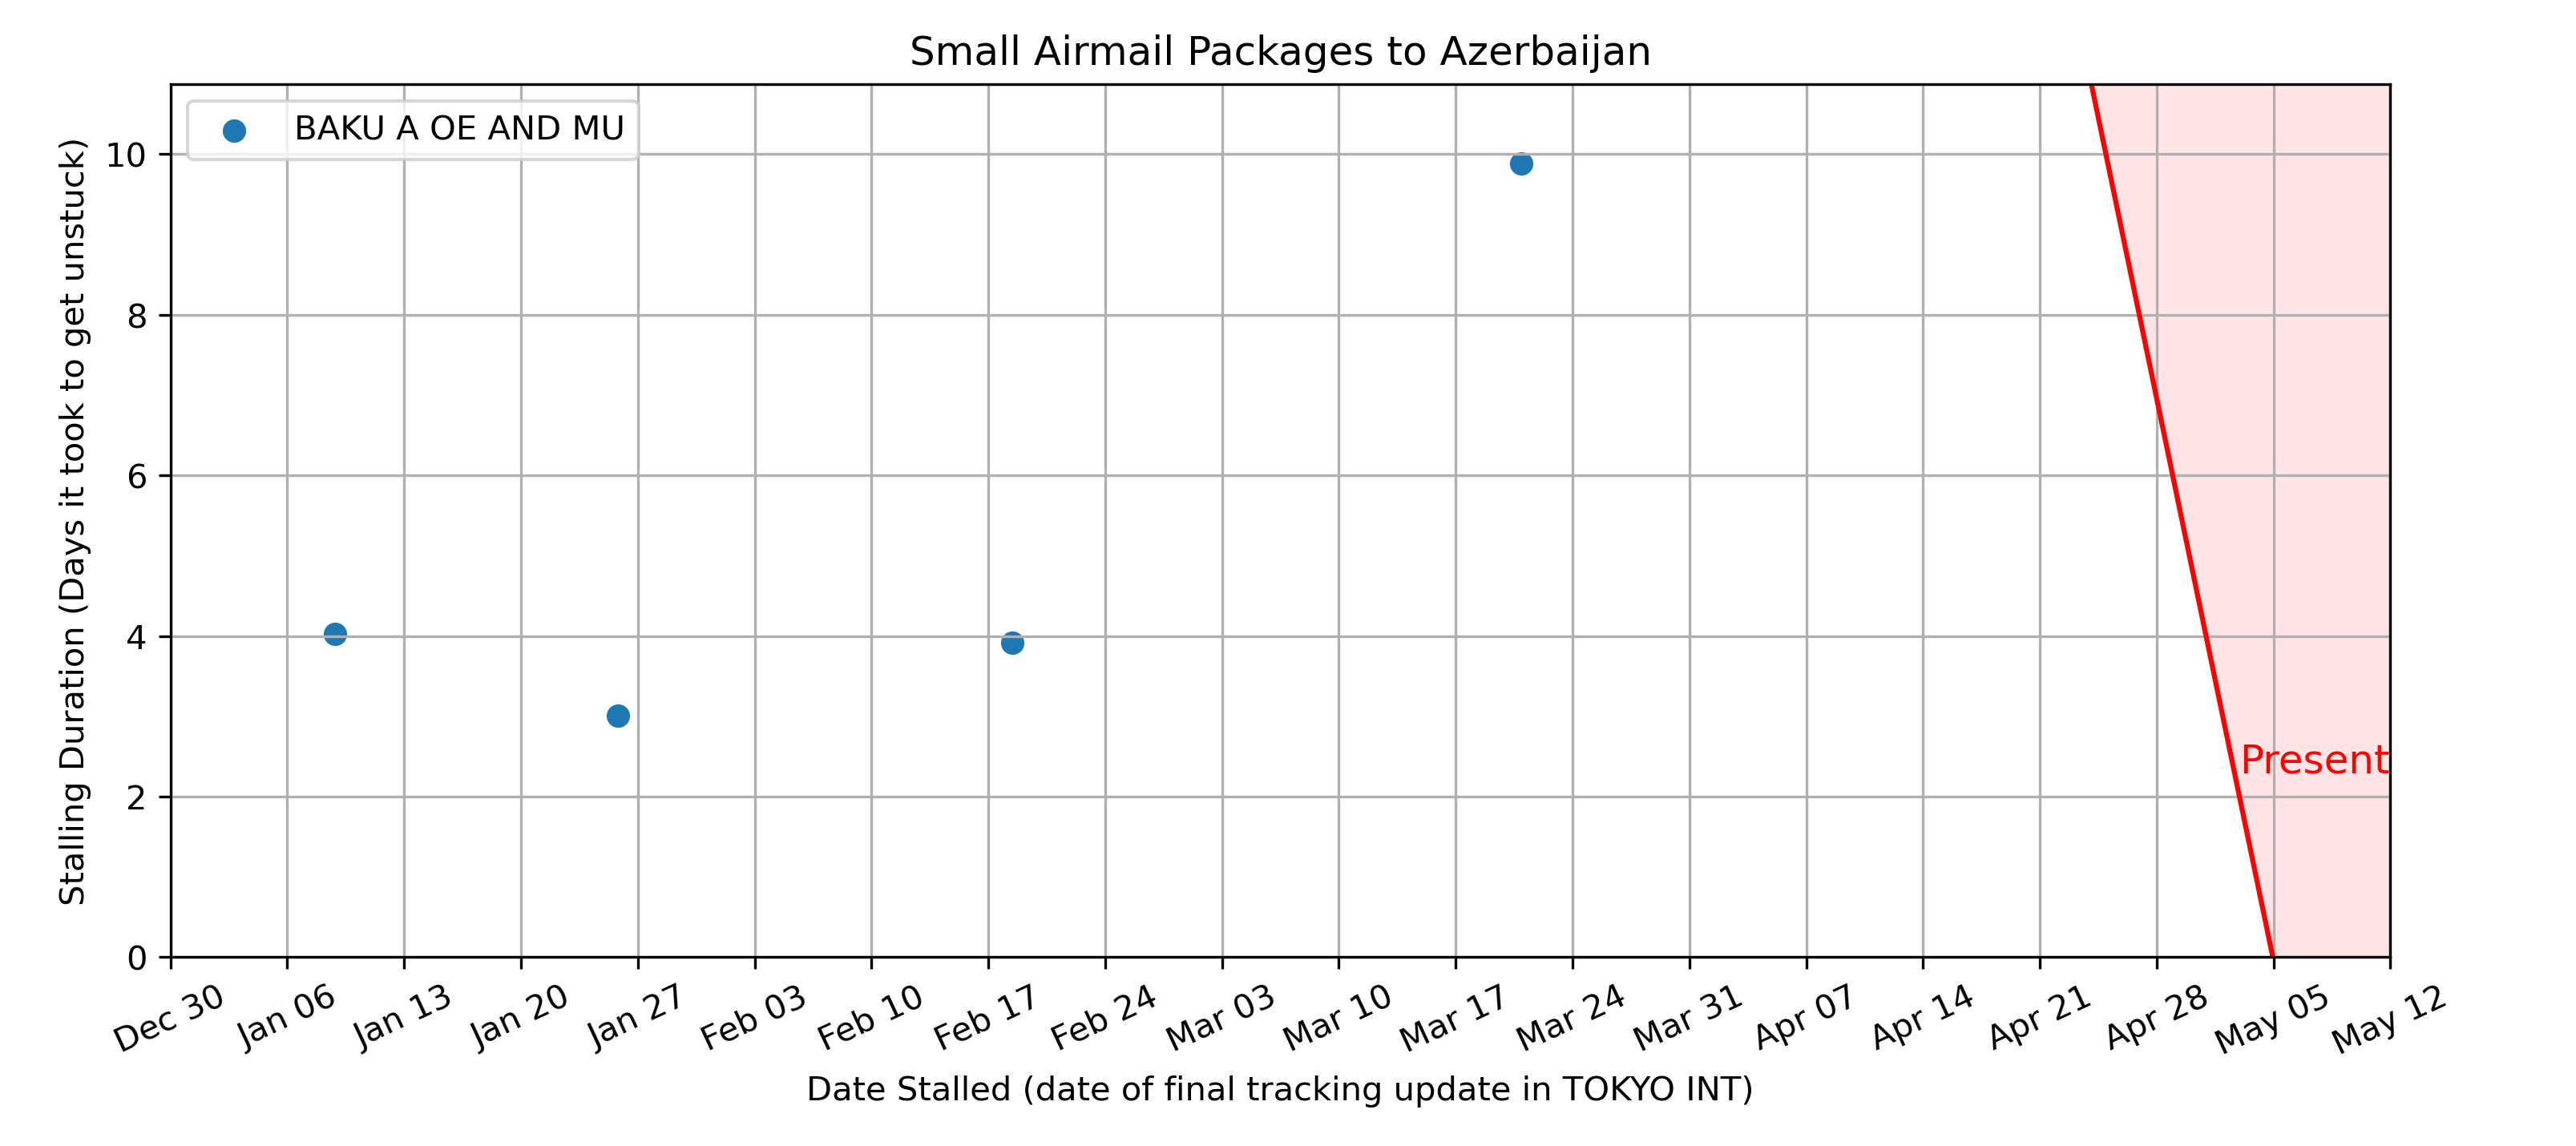 Small Airmail Packages to Azerbaijan
BAKU A OE AND MU
Stalling Duration (Days it took to get unstuck)
10
8
6
4
2
0
Present
Dec 30
Jan 06
Jan 13
Jan 20
Jan 27
Feb 03
Feb 10
Feb 17
Feb 24
Mar 03
Mar 10
Mar 17
Mar 24
Mar 31
Apr 07
Apr 14
Apr 21
Apr 28
May 05
May 12
Date Stalled (date of final tracking update in TOKYO INT)